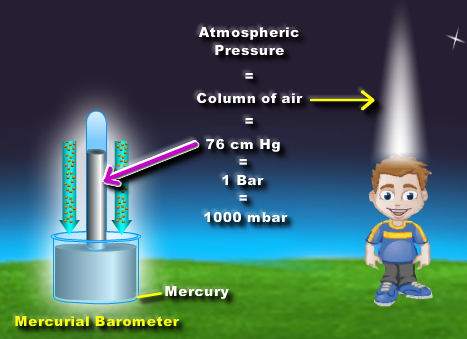 Atmospheric
Pressure
=
Column of air
=
76 cm Hg
=
1 Bar
=
1000 mbar
Mercury
Mercurial Barometer